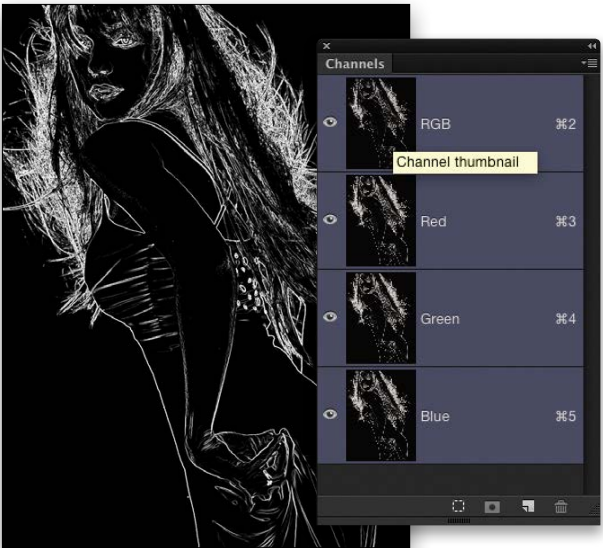 Channels
RGB ⌘2
Channel thumbnail
Red ⌘3
Green ⌘4
Blue ⌘5